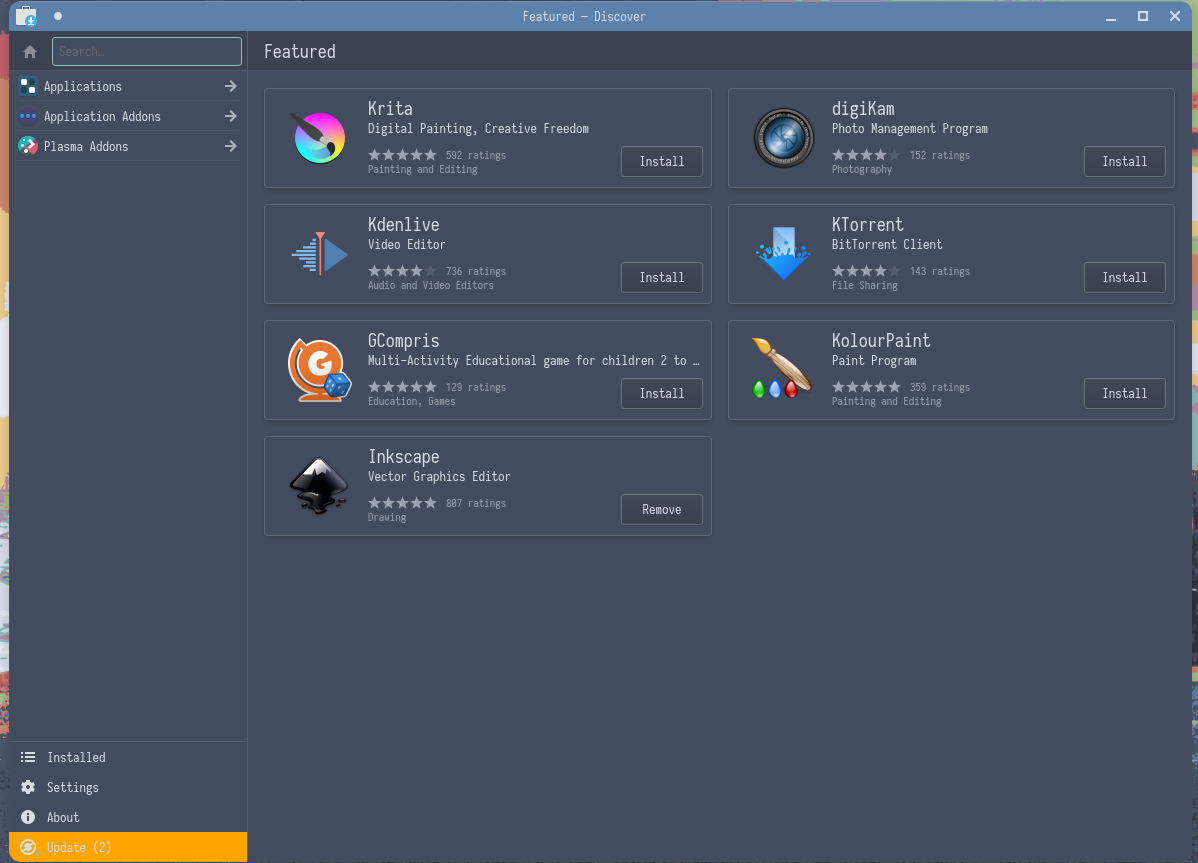 Featured — Discover
Search…
Featured
Applications
Application Addons
Plasma Addons
Krita
Digital Painting, Creative Freedom
592 ratings
Painting and Editing
Install
digiKam
Photo Management Program
152 ratings
Photography
Install
Kdenlive
Video Editor
736 ratings
Audio and Video Editors
Install
KTorrent
BitTorrent Client
143 ratings
File Sharing
Install
GCompris
Multi-Activity Educational game for children 2 to …
129 ratings
Education, Games
Install
KolourPaint
Paint Program
359 ratings
Painting and Editing
Install
Inkscape
Vector Graphics Editor
807 ratings
Drawing
Remove
Installed
Settings
About
Update (2)